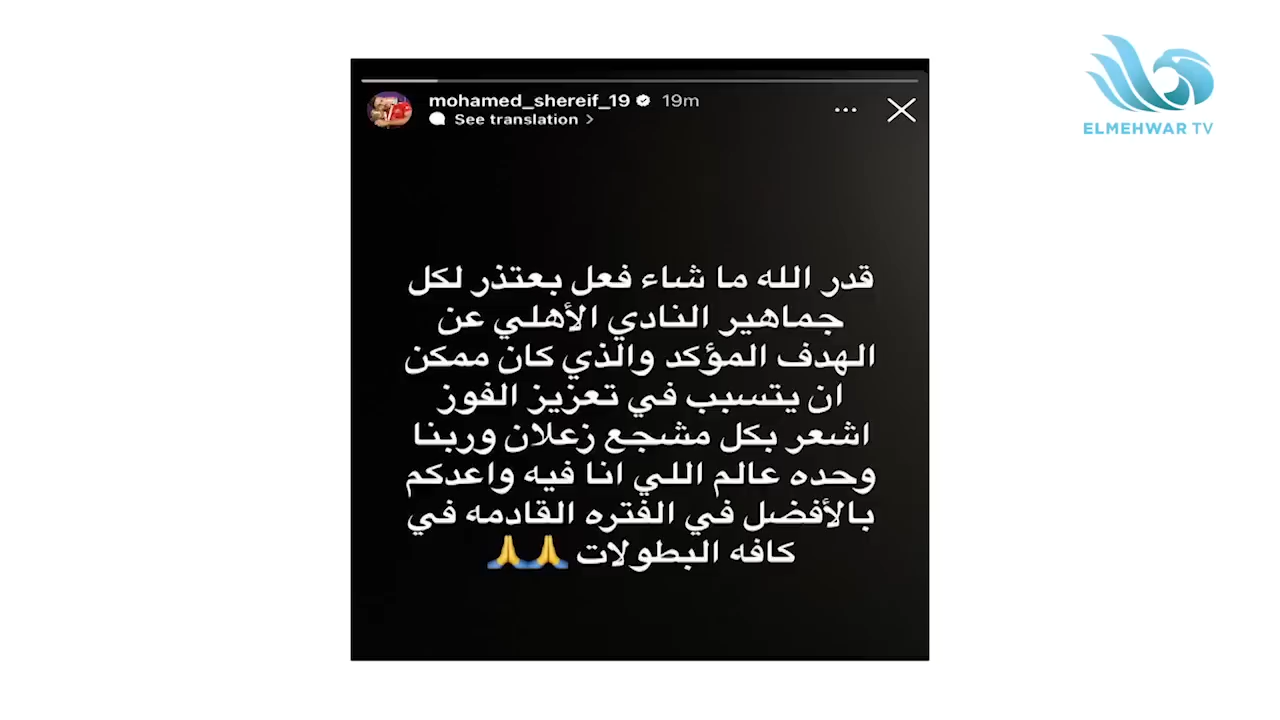 ELMEHWAR TV
mohamed_shereif_19 19m
See translation >
قدر الله ما شاء فعل بعتذر لكل
جماهير النادي الأهلي عن
الهدف المؤكد والذي كان ممكن
ان يتسبب في تعزيز الفوز
اشعر بكل مشجع زعلان وربنا
وحده عالم اللي انا فيه واعدكم
بالأفضل في الفتره القادمه في
كافه البطولات 🙏🙏